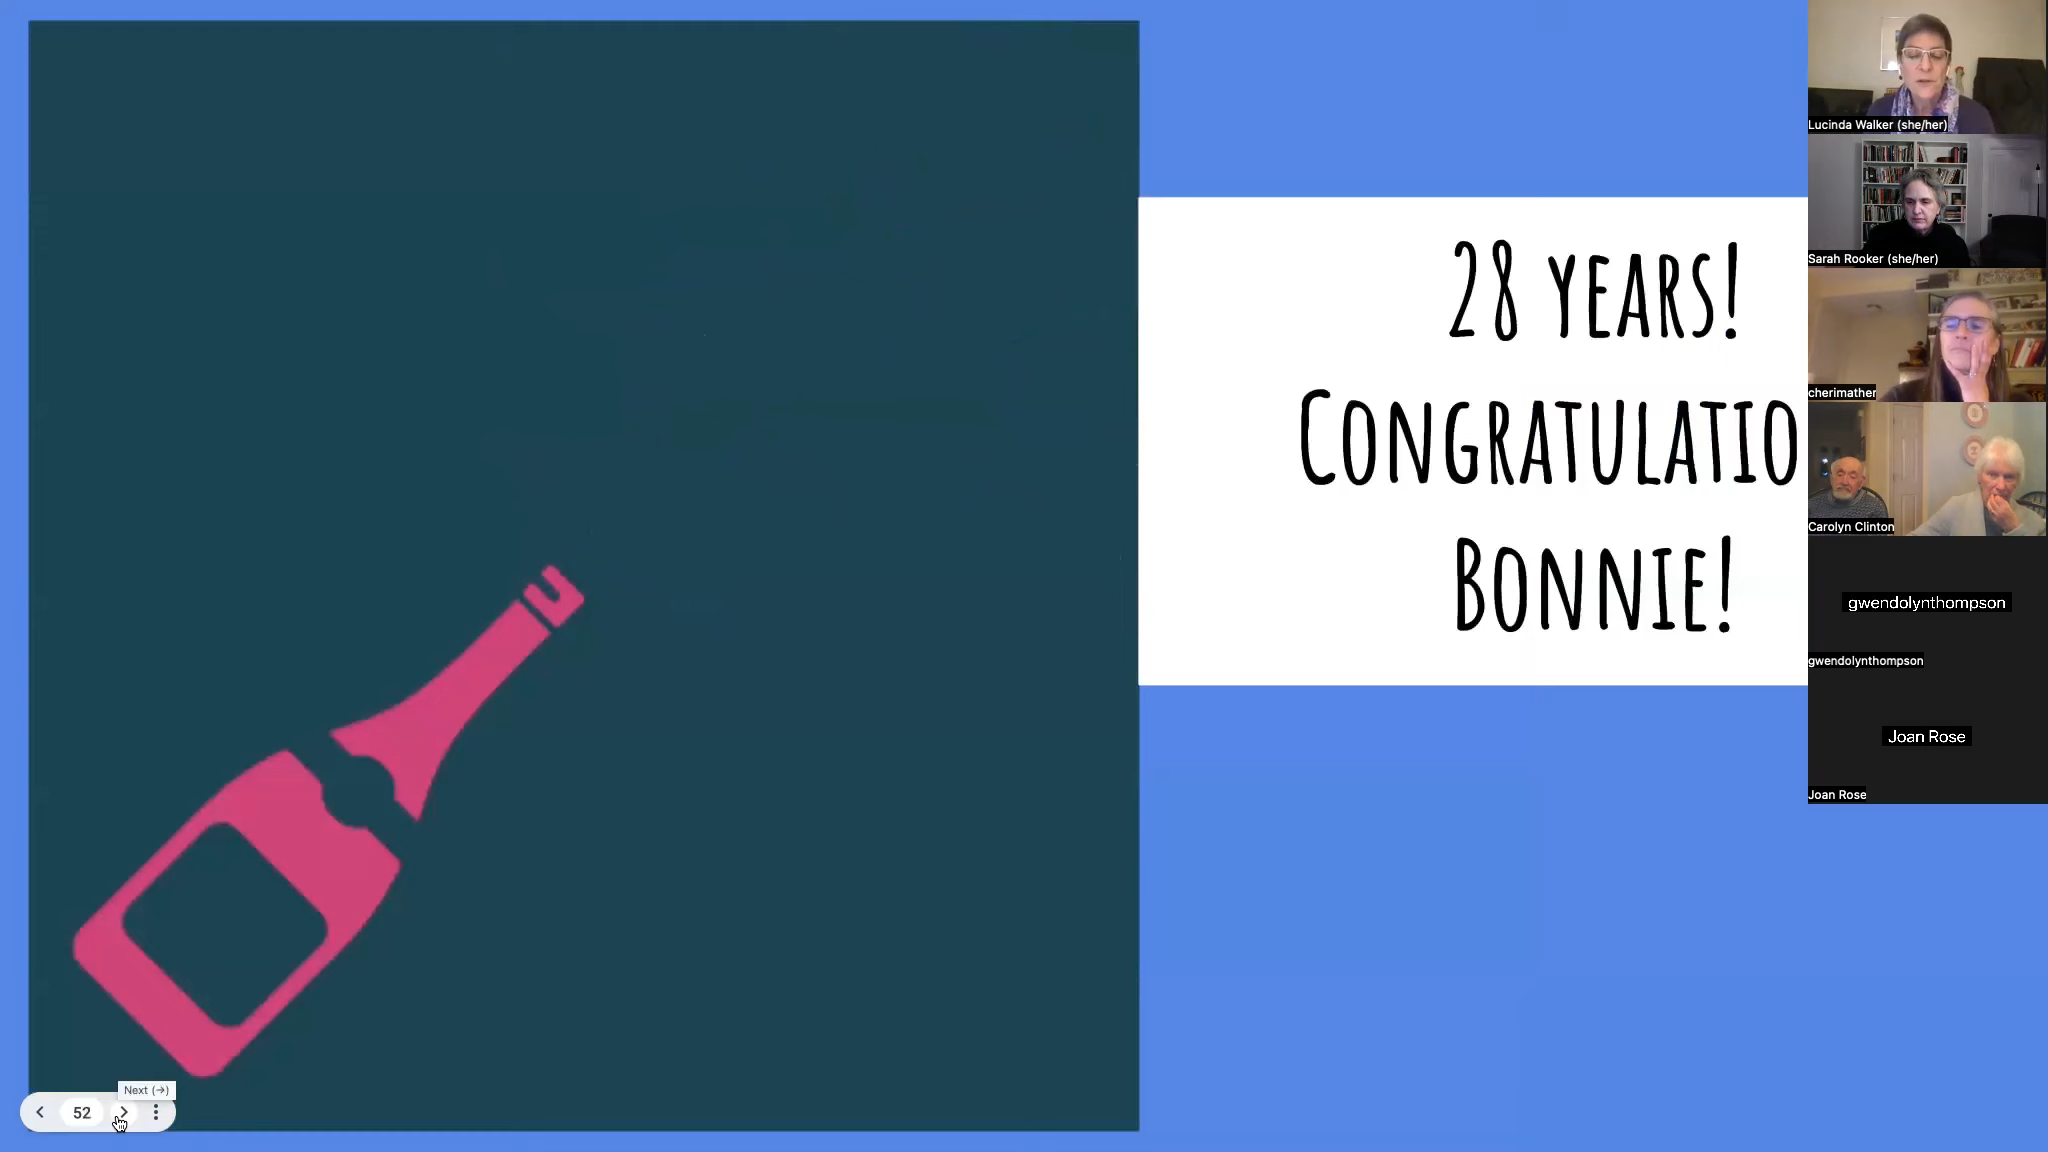 28 YEARS!
CONGRATULATIO
BONNIE!
Lucinda Walker (she/her)
Sarah Rooker (she/her)
cherimather
Carolyn Clinton
gwendolynthompson
gwendolynthompson
Joan Rose
Joan Rose
Next (→)
52